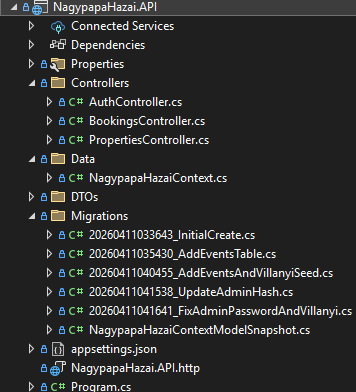 NagypapaHazai.API
Connected Services
Dependencies
Properties
Controllers
C# AuthController.cs
C# BookingsController.cs
C# PropertiesController.cs
Data
C# NagypapaHazaiContext.cs
DTOs
Migrations
C# 20260411033643_InitialCreate.cs
C# 20260411035430_AddEventsTable.cs
C# 20260411040455_AddEventsAndVillanyiSeed.cs
C# 20260411041538_UpdateAdminHash.cs
C# 20260411041641_FixAdminPasswordAndVillanyi.cs
C# NagypapaHazaiContextModelSnapshot.cs
appsettings.json
NagypapaHazai.API.http
C# Program.cs